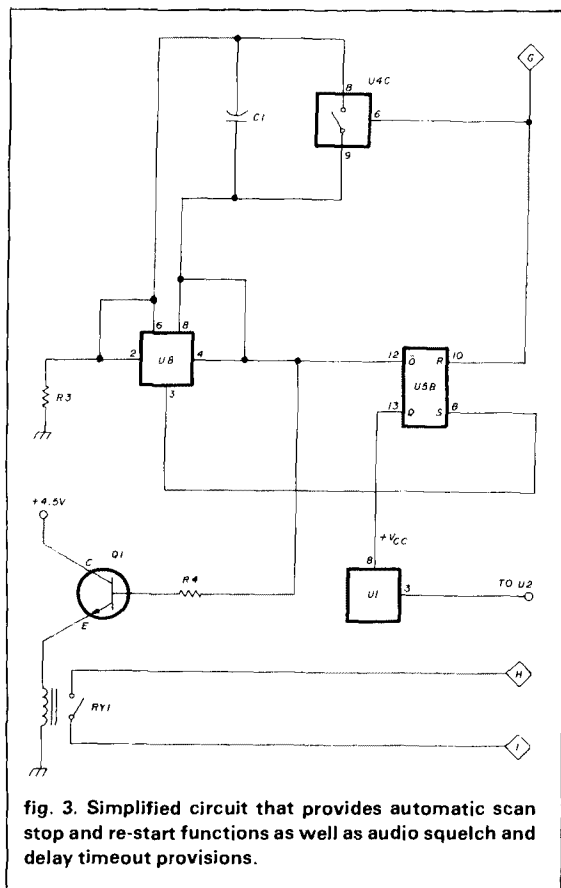 G
8
U4C
C1
6
9
6
8
2
U8
4
3
R3
12
Q̄
R
10
U5B
13
Q
S
8
+4.5V
+VCC
C
Q1
R4
8
U1
3
TO U2
E
H
RY1
I
fig. 3. Simplified circuit that provides automatic scan
stop and re-start functions as well as audio squelch and
delay timeout provisions.